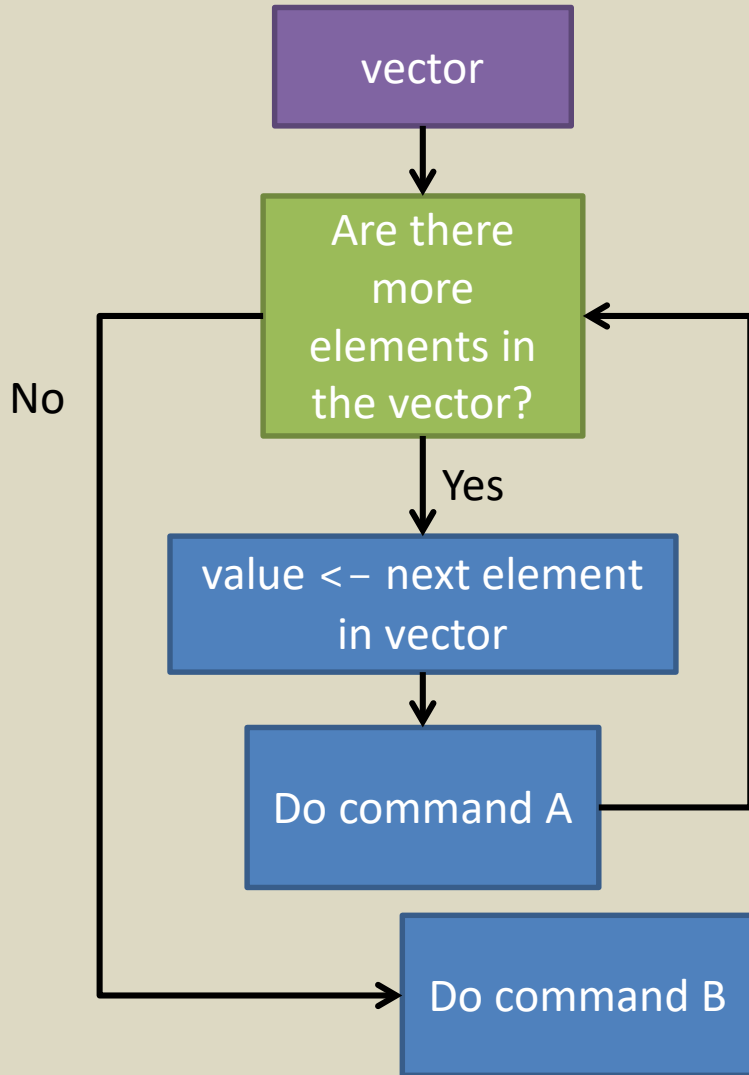 vector
Are there
more
elements in
the vector?
No
Yes
value <– next element
in vector
Do command A
Do command B